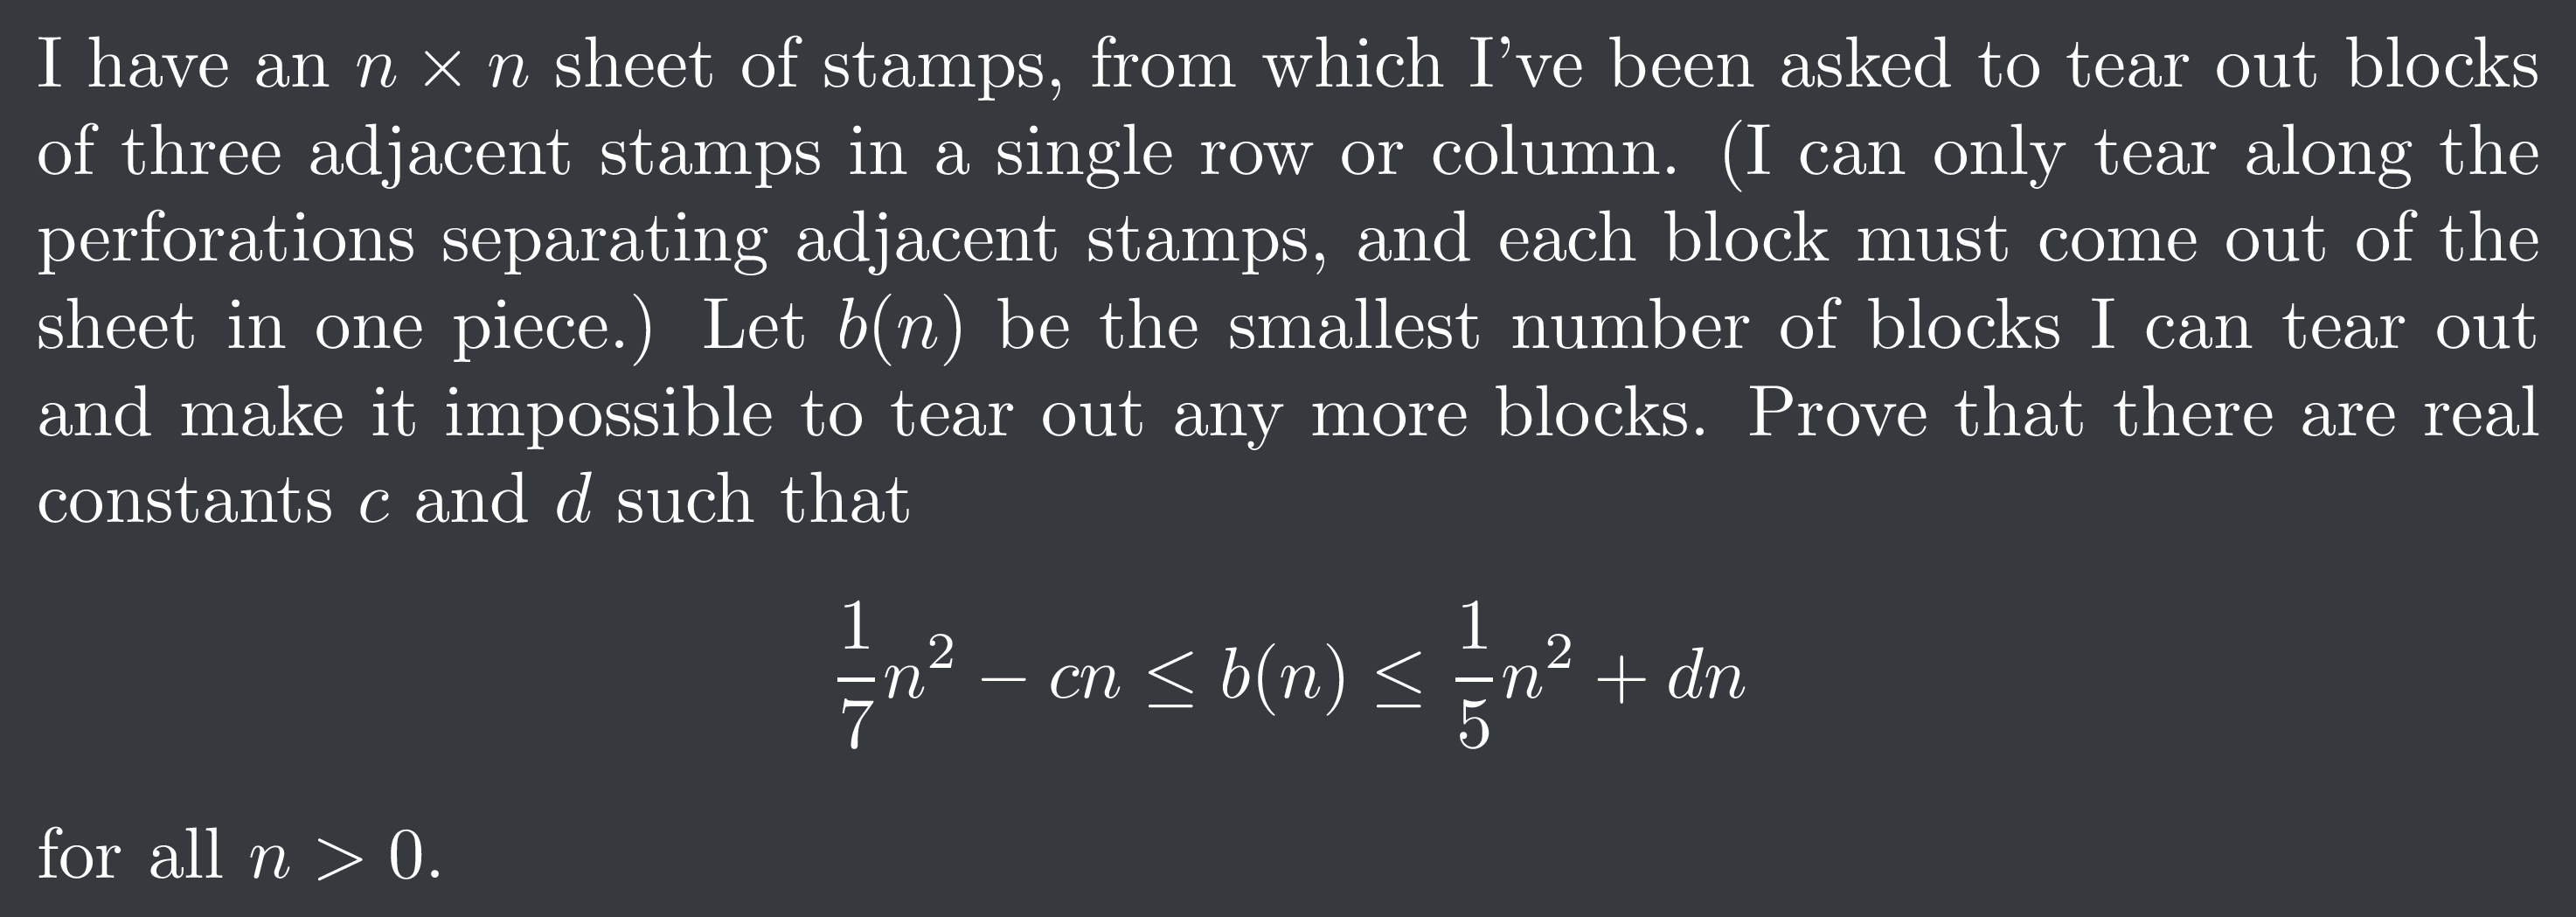 I have an n × n sheet of stamps, from which I've been asked to tear out blocks
of three adjacent stamps in a single row or column. (I can only tear along the
perforations separating adjacent stamps, and each block must come out of the
sheet in one piece.) Let b(n) be the smallest number of blocks I can tear out
and make it impossible to tear out any more blocks. Prove that there are real
constants c and d such that
1/7 n² − cn ≤ b(n) ≤ 1/5 n² + dn
for all n > 0.